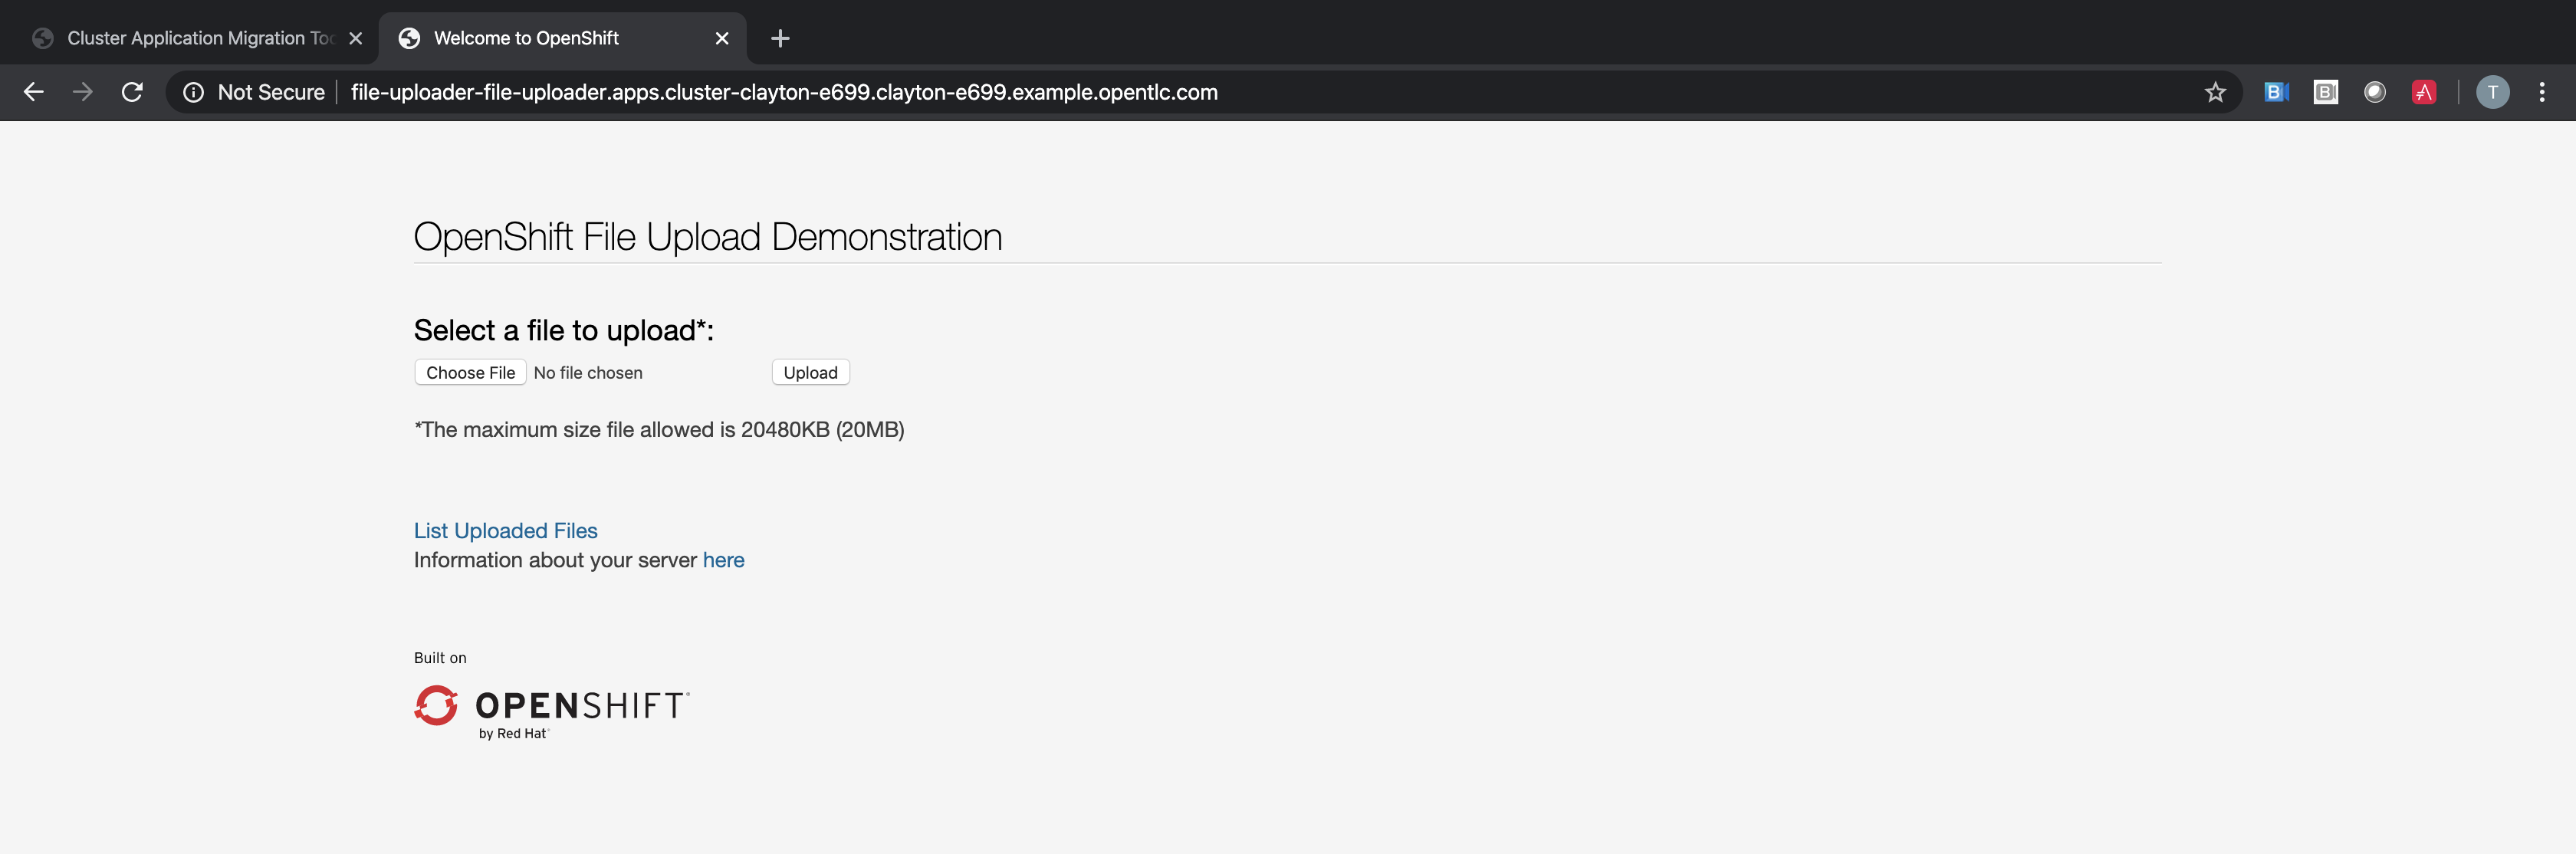 Cluster Application Migration Too
Welcome to OpenShift
Not Secure
file-uploader-file-uploader.apps.cluster-clayton-e699.clayton-e699.example.opentlc.com
B
B
T
OpenShift File Upload Demonstration
Select a file to upload*:
Choose File No file chosen Upload
*The maximum size file allowed is 20480KB (20MB)
List Uploaded Files
Information about your server here
Built on
OPENSHIFT
by Red Hat